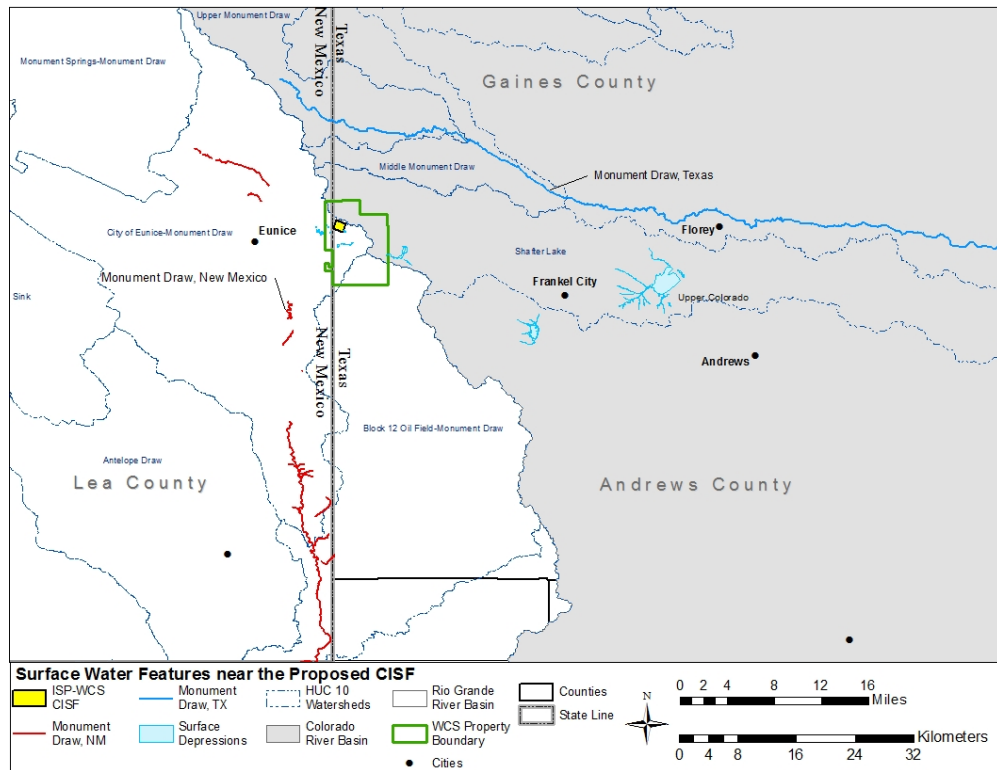 Upper Monument Draw
Texas
New Mexico
Monument Springs-Monument Draw
Gaines County
Middle Monument Draw
Monument Draw, Texas
City of Eunice-Monument Draw
Eunice
Florey
Shafter Lake
Monument Draw, New Mexico
Frankel City
Sink
Upper Colorado
Texas
New Mexico
Andrews
Block 12 Oil Field-Monument Draw
Antelope Draw
Lea County
Andrews County
Surface Water Features near the Proposed CISF
ISP-WCS
CISF
Monument
Draw, TX
HUC 10
Watersheds
Rio Grande
River Basin
Counties
State Line
Monument
Draw, NM
Surface
Depressions
Colorado
River Basin
WCS Property
Boundary
Cities
N
0 2 4 8 12 16
Miles
0 4 8 16 24 32
Kilometers